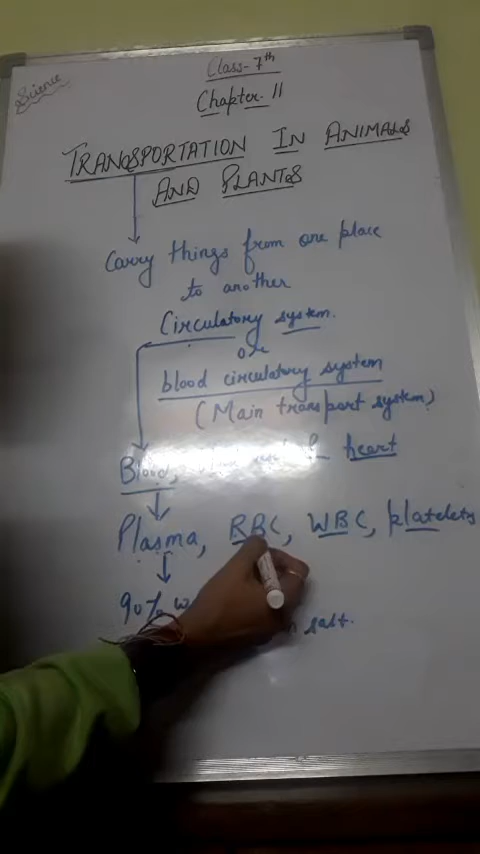 Science
Class-7th
Chapter-11
TRANSPORTATION IN ANIMALS
AND PLANTS
Carry things from one place
to another
Circulatory system.
Or
blood circulatory system
(Main transport system)
Blood, & heart
Plasma, RBC, WBC, platelets
90% salt.